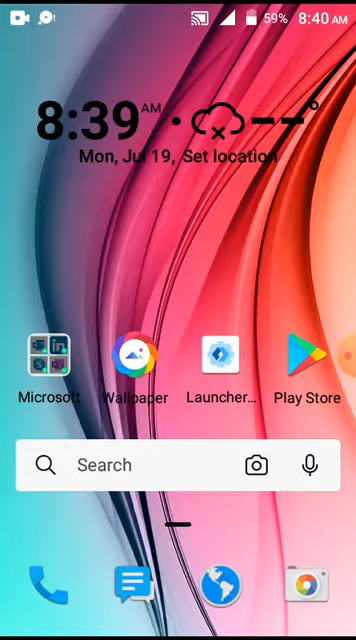 59% 8:40 AM
8:39 AM
Mon, Jul 19, Set location
Microsoft Wallpaper Launcher... Play Store
Search